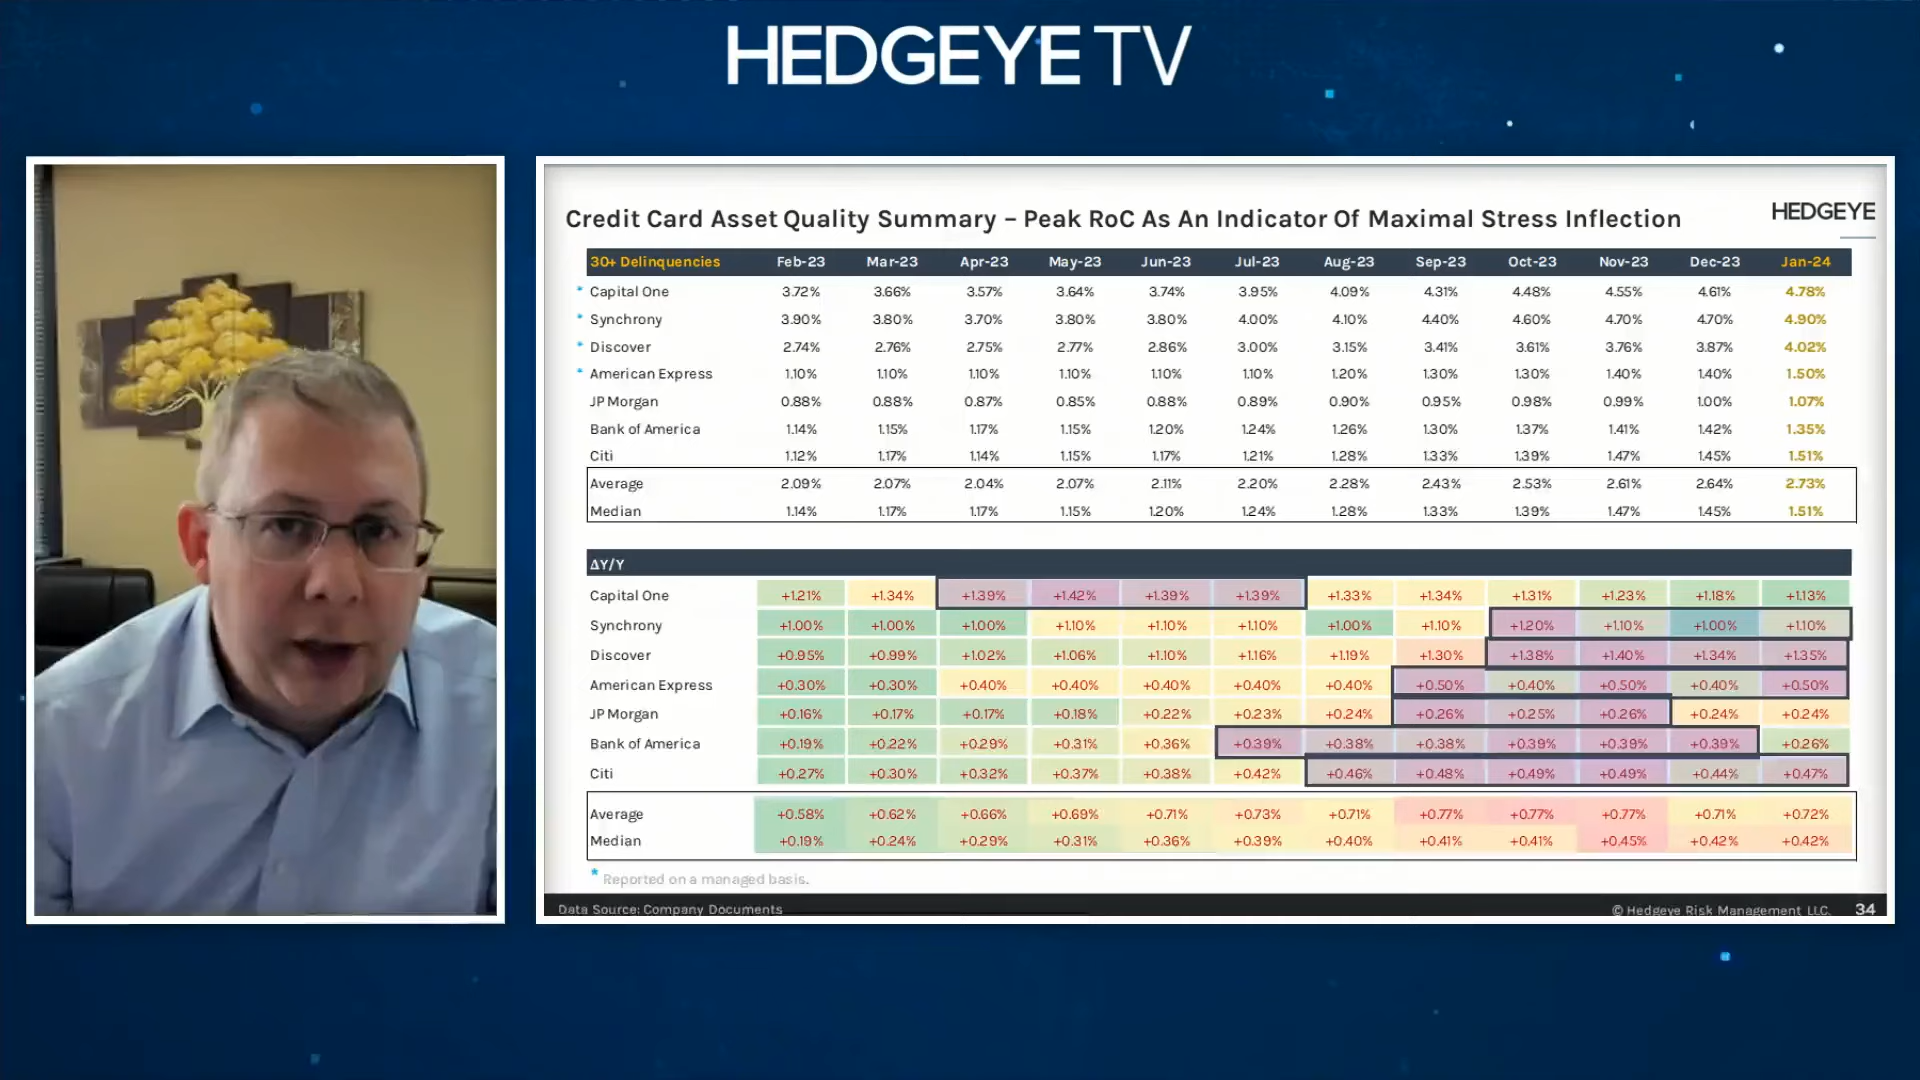 HEDGEYE TV
HEDGEYE
Credit Card Asset Quality Summary – Peak RoC As An Indicator Of Maximal Stress Inflection
30+ Delinquencies Feb-23 Mar-23 Apr-23 May-23 Jun-23 Jul-23 Aug-23 Sep-23 Oct-23 Nov-23 Dec-23 Jan-24
* Capital One 3.72% 3.66% 3.57% 3.64% 3.74% 3.95% 4.09% 4.31% 4.48% 4.55% 4.61% 4.78%
* Synchrony 3.90% 3.80% 3.70% 3.80% 3.80% 4.00% 4.10% 4.40% 4.60% 4.70% 4.70% 4.90%
* Discover 2.74% 2.76% 2.75% 2.77% 2.86% 3.00% 3.15% 3.41% 3.61% 3.76% 3.87% 4.02%
* American Express 1.10% 1.10% 1.10% 1.10% 1.10% 1.10% 1.20% 1.30% 1.30% 1.40% 1.40% 1.50%
JP Morgan 0.88% 0.88% 0.87% 0.85% 0.88% 0.89% 0.90% 0.95% 0.98% 0.99% 1.00% 1.07%
Bank of America 1.14% 1.15% 1.17% 1.15% 1.20% 1.24% 1.26% 1.30% 1.37% 1.41% 1.42% 1.35%
Citi 1.12% 1.17% 1.14% 1.15% 1.17% 1.21% 1.28% 1.33% 1.39% 1.47% 1.45% 1.51%
Average 2.09% 2.07% 2.04% 2.07% 2.11% 2.20% 2.28% 2.43% 2.53% 2.61% 2.64% 2.73%
Median 1.14% 1.17% 1.17% 1.15% 1.20% 1.24% 1.28% 1.33% 1.39% 1.47% 1.45% 1.51%
ΔY/Y
Capital One +1.21% +1.34% +1.39% +1.42% +1.39% +1.39% +1.33% +1.34% +1.31% +1.23% +1.18% +1.13%
Synchrony +1.00% +1.00% +1.00% +1.10% +1.10% +1.10% +1.00% +1.10% +1.20% +1.10% +1.00% +1.10%
Discover +0.95% +0.99% +1.02% +1.06% +1.10% +1.16% +1.19% +1.30% +1.38% +1.40% +1.34% +1.35%
American Express +0.30% +0.30% +0.40% +0.40% +0.40% +0.40% +0.40% +0.50% +0.40% +0.50% +0.40% +0.50%
JP Morgan +0.16% +0.17% +0.17% +0.18% +0.22% +0.23% +0.24% +0.26% +0.25% +0.26% +0.24% +0.24%
Bank of America +0.19% +0.22% +0.29% +0.31% +0.36% +0.39% +0.38% +0.38% +0.39% +0.39% +0.39% +0.26%
Citi +0.27% +0.30% +0.32% +0.37% +0.38% +0.42% +0.46% +0.48% +0.49% +0.49% +0.44% +0.47%
Average +0.58% +0.62% +0.66% +0.69% +0.71% +0.73% +0.71% +0.77% +0.77% +0.77% +0.71% +0.72%
Median +0.19% +0.24% +0.29% +0.31% +0.36% +0.39% +0.40% +0.41% +0.41% +0.45% +0.42% +0.42%
* Reported on a managed basis.
Data Source: Company Documents © Hedgeye Risk Management LLC. 34